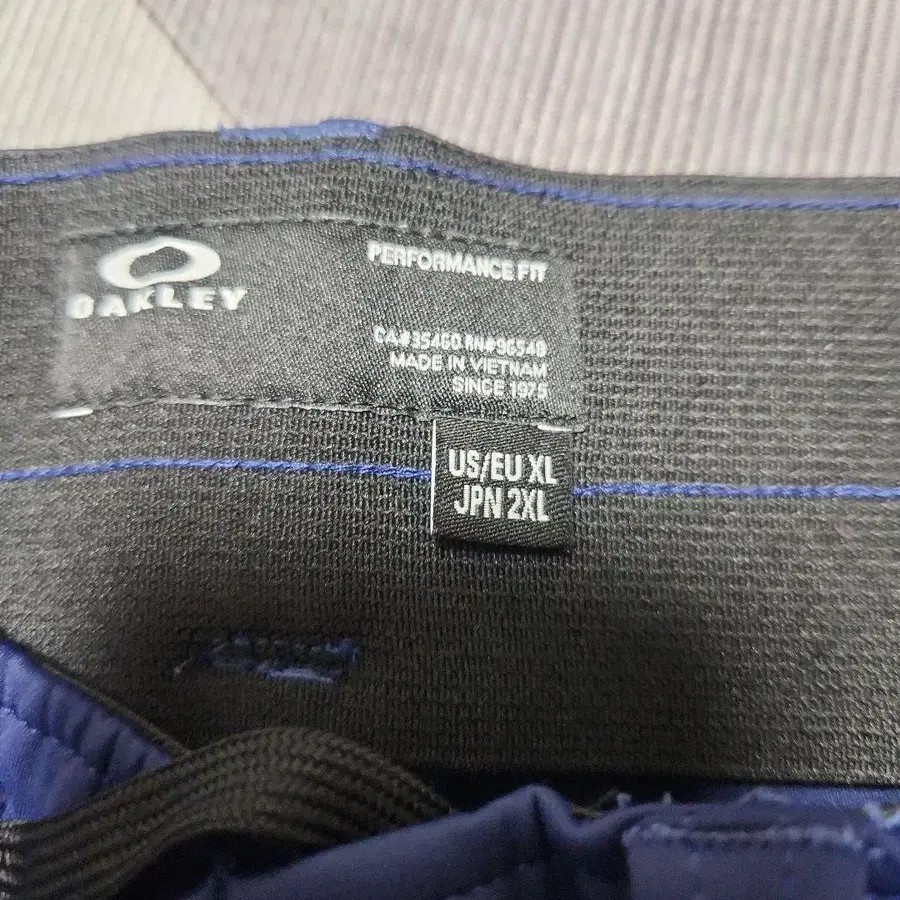 OAKLEY
PERFORMANCE FIT
CA#35460 RN#96548
MADE IN VIETNAM
SINCE 1975
US/EU XL
JPN 2XL